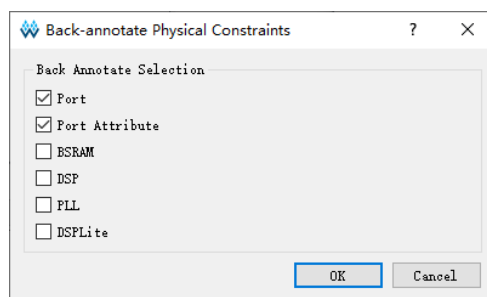 Back-annotate Physical Constraints
Back Annotate Selection
Port
Port Attribute
BSRAM
DSP
PLL
DSPLite
OK Cancel